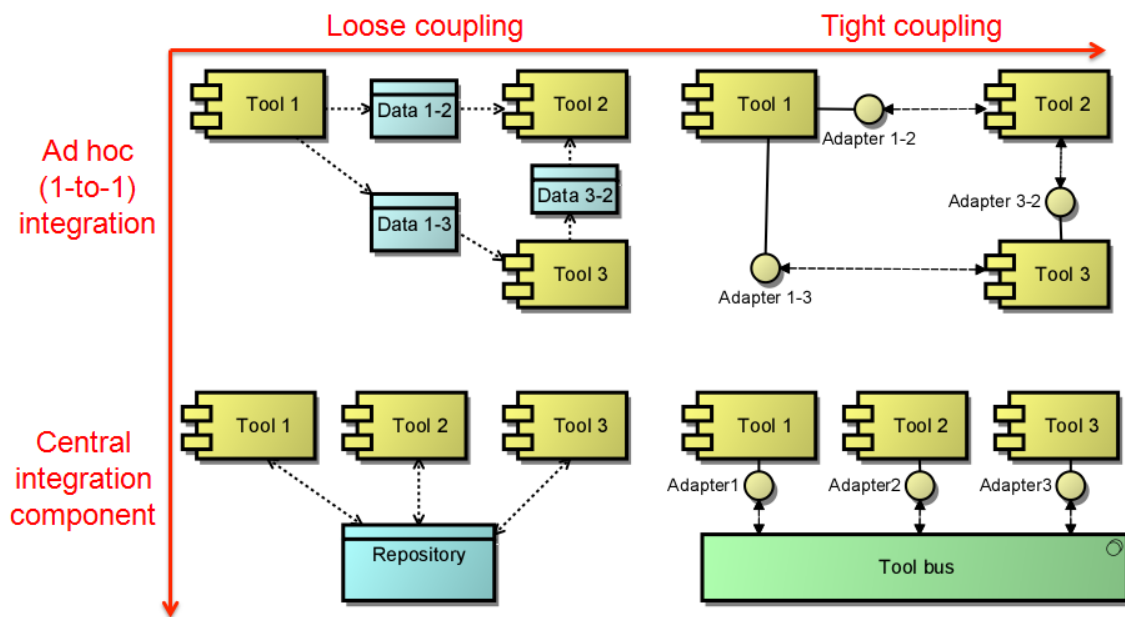 Loose coupling
Tight coupling
Ad hoc
(1-to-1)
integration
Tool 1
Data 1-2
Tool 2
Data 1-3
Data 3-2
Tool 3
Tool 1
Adapter 1-2
Tool 2
Adapter 3-2
Adapter 1-3
Tool 3
Central
integration
component
Tool 1
Tool 2
Tool 3
Repository
Tool 1
Tool 2
Tool 3
Adapter1
Adapter2
Adapter3
Tool bus